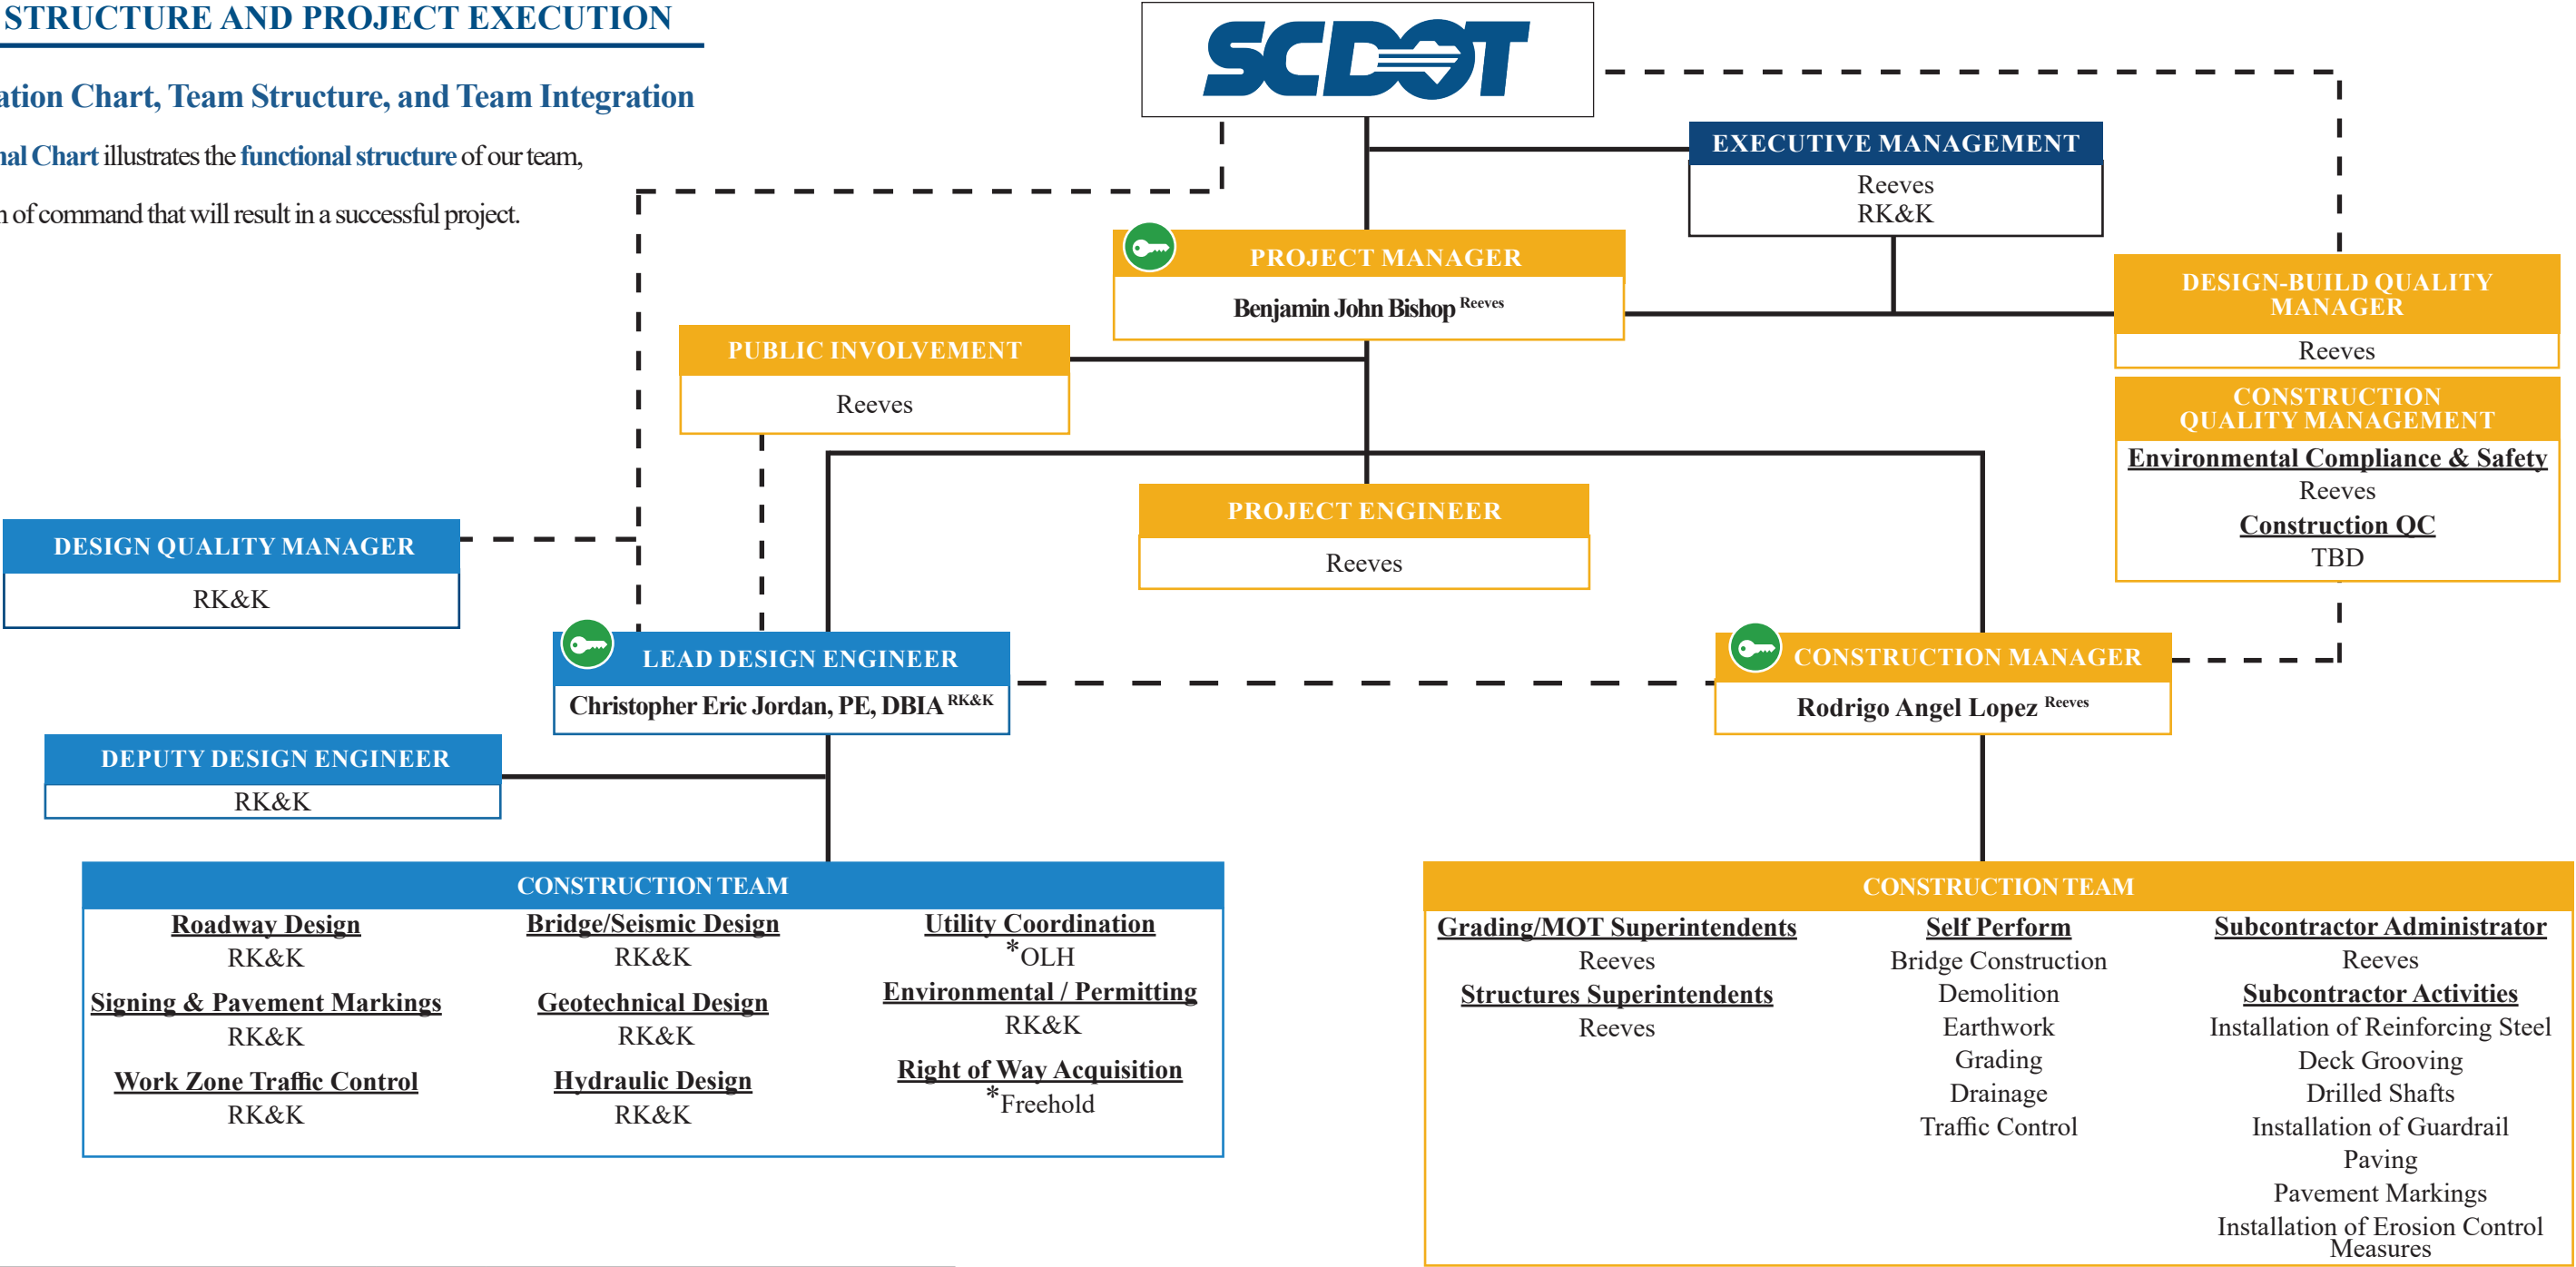 STRUCTURE AND PROJECT EXECUTION
ation Chart, Team Structure, and Team Integration
nal Chart illustrates the functional structure of our team,
n of command that will result in a successful project.
SCDOT
EXECUTIVE MANAGEMENT
Reeves
RK&K
PROJECT MANAGER
Benjamin John Bishop Reeves
DESIGN-BUILD QUALITY
MANAGER
Reeves
PUBLIC INVOLVEMENT
Reeves
CONSTRUCTION
QUALITY MANAGEMENT
Environmental Compliance & Safety
Reeves
Construction QC
TBD
PROJECT ENGINEER
Reeves
DESIGN QUALITY MANAGER
RK&K
LEAD DESIGN ENGINEER
Christopher Eric Jordan, PE, DBIA RK&K
CONSTRUCTION MANAGER
Rodrigo Angel Lopez Reeves
DEPUTY DESIGN ENGINEER
RK&K
CONSTRUCTION TEAM
Roadway Design
RK&K
Signing & Pavement Markings
RK&K
Work Zone Traffic Control
RK&K
Bridge/Seismic Design
RK&K
Geotechnical Design
RK&K
Hydraulic Design
RK&K
Utility Coordination
*OLH
Environmental / Permitting
RK&K
Right of Way Acquisition
*Freehold
CONSTRUCTION TEAM
Grading/MOT Superintendents
Reeves
Structures Superintendents
Reeves
Self Perform
Bridge Construction
Demolition
Earthwork
Grading
Drainage
Traffic Control
Subcontractor Administrator
Reeves
Subcontractor Activities
Installation of Reinforcing Steel
Deck Grooving
Drilled Shafts
Installation of Guardrail
Paving
Pavement Markings
Installation of Erosion Control
Measures